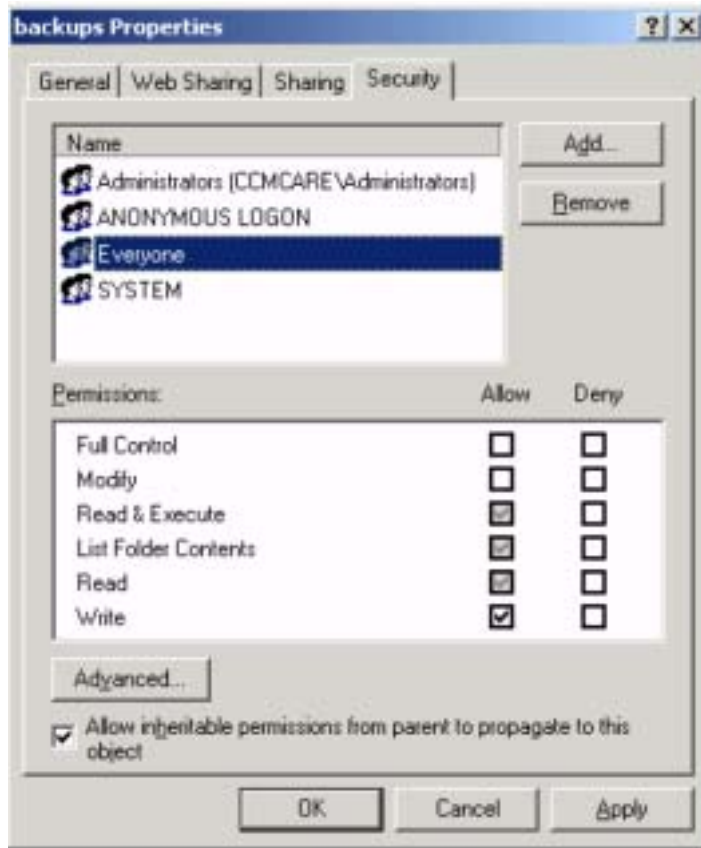 backups Properties
General Web Sharing Sharing Security
Name
Add...
Administrators (CCMCARE\Administrators)
Remove
ANONYMOUS LOGON
Everyone
SYSTEM
Permissions: Allow Deny
Full Control
Modify
Read & Execute
List Folder Contents
Read
Write
Advanced...
Allow inheritable permissions from parent to propagate to this
object
OK Cancel Apply